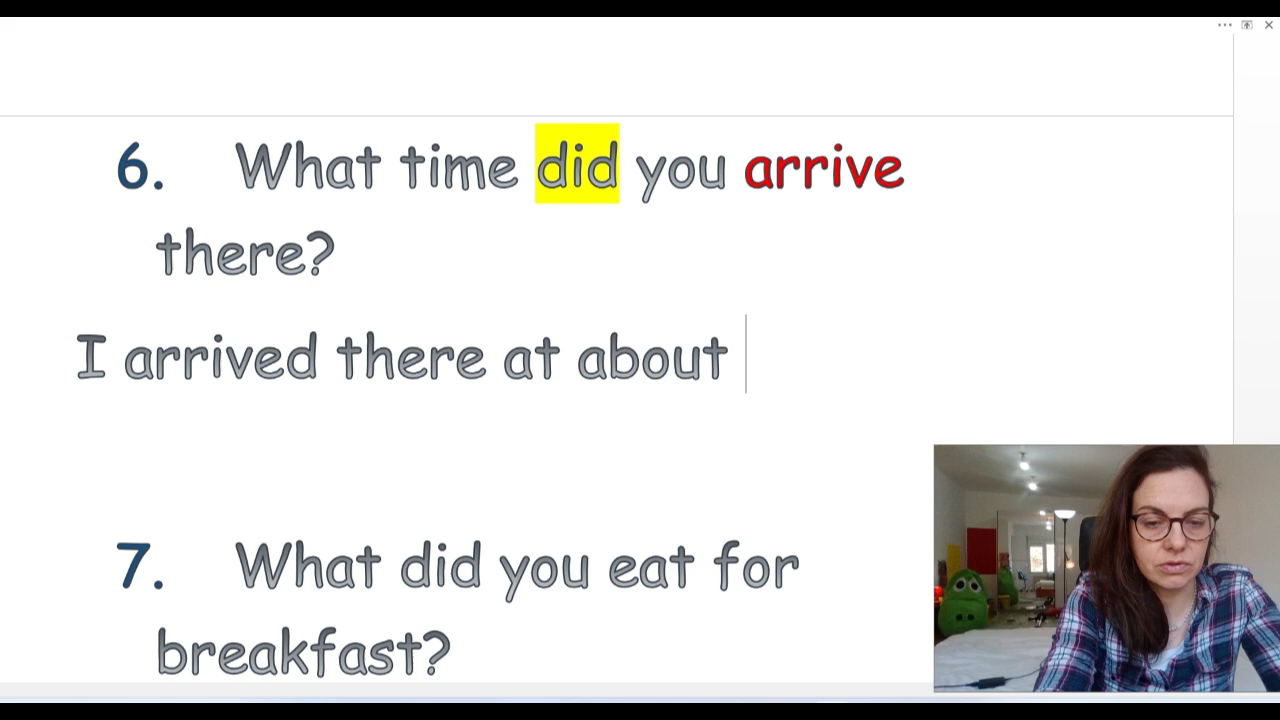 6. What time did you arrive
there?
I arrived there at about
7. What did you eat for
breakfast?